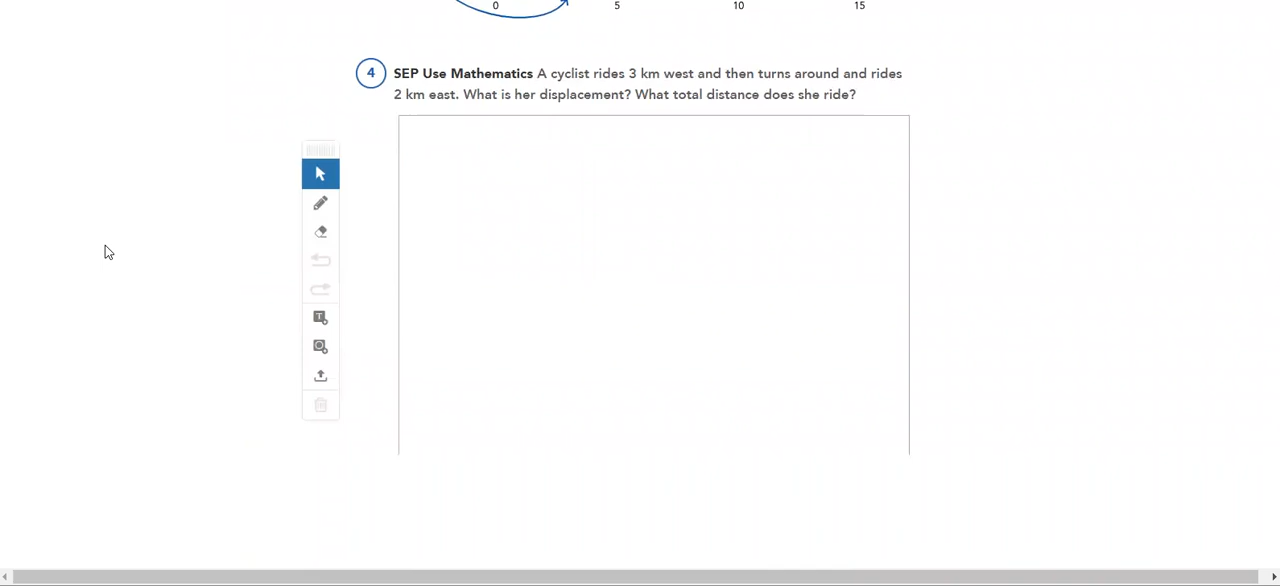 0 5 10 15
4 SEP Use Mathematics A cyclist rides 3 km west and then turns around and rides
2 km east. What is her displacement? What total distance does she ride?
T